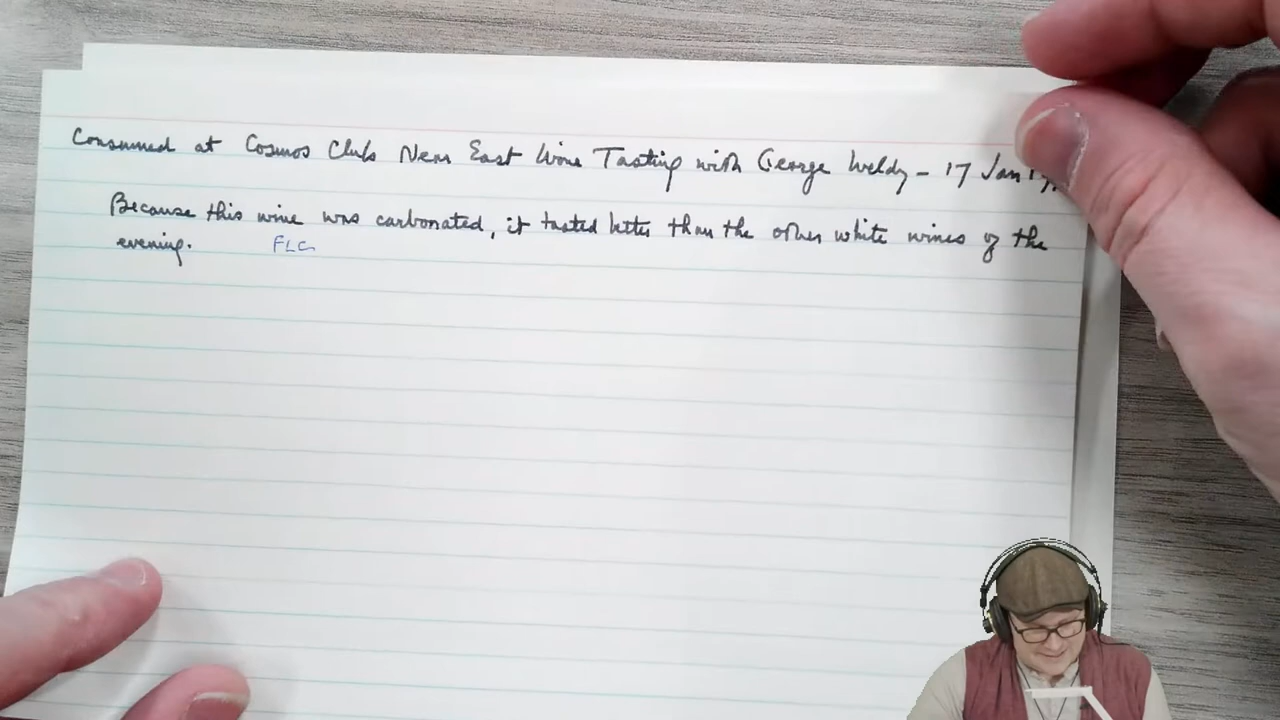 Consumed at Cosmos Club Near East Wine Tasting with George Weldy - 17 Jan
Because this wine was carbonated, it tasted better than the other white wines of the
evening. FLC